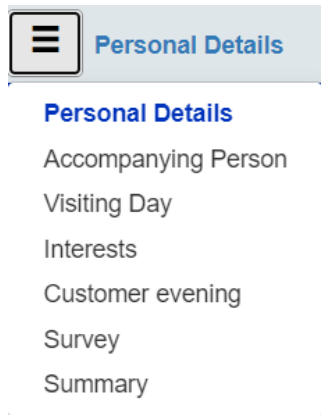 Personal Details
Personal Details
Accompanying Person
Visiting Day
Interests
Customer evening
Survey
Summary